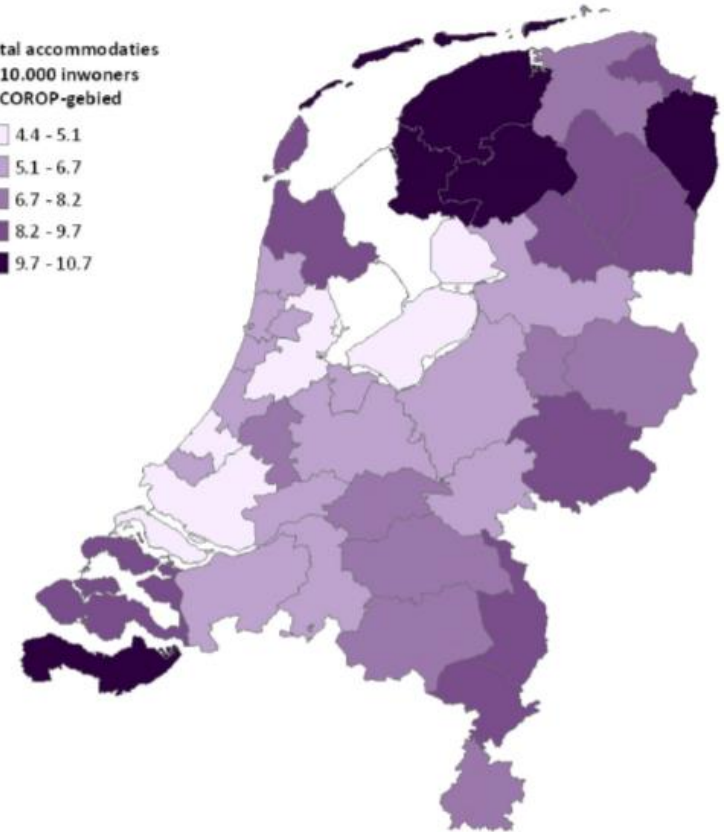 tal accommodaties
10.000 inwoners
COROP-gebied
4.4 - 5.1
5.1 - 6.7
6.7 - 8.2
8.2 - 9.7
9.7 - 10.7